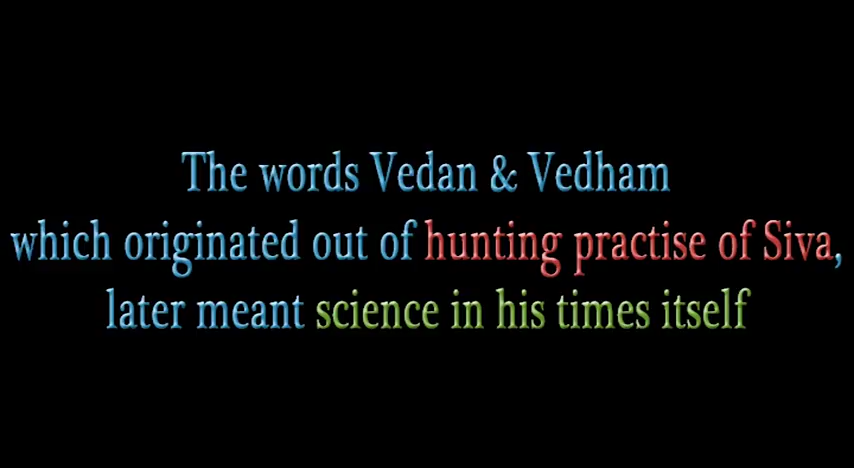 The words Vedan & Vedham
which originated out of hunting practise of Siva,
later meant science in his times itself